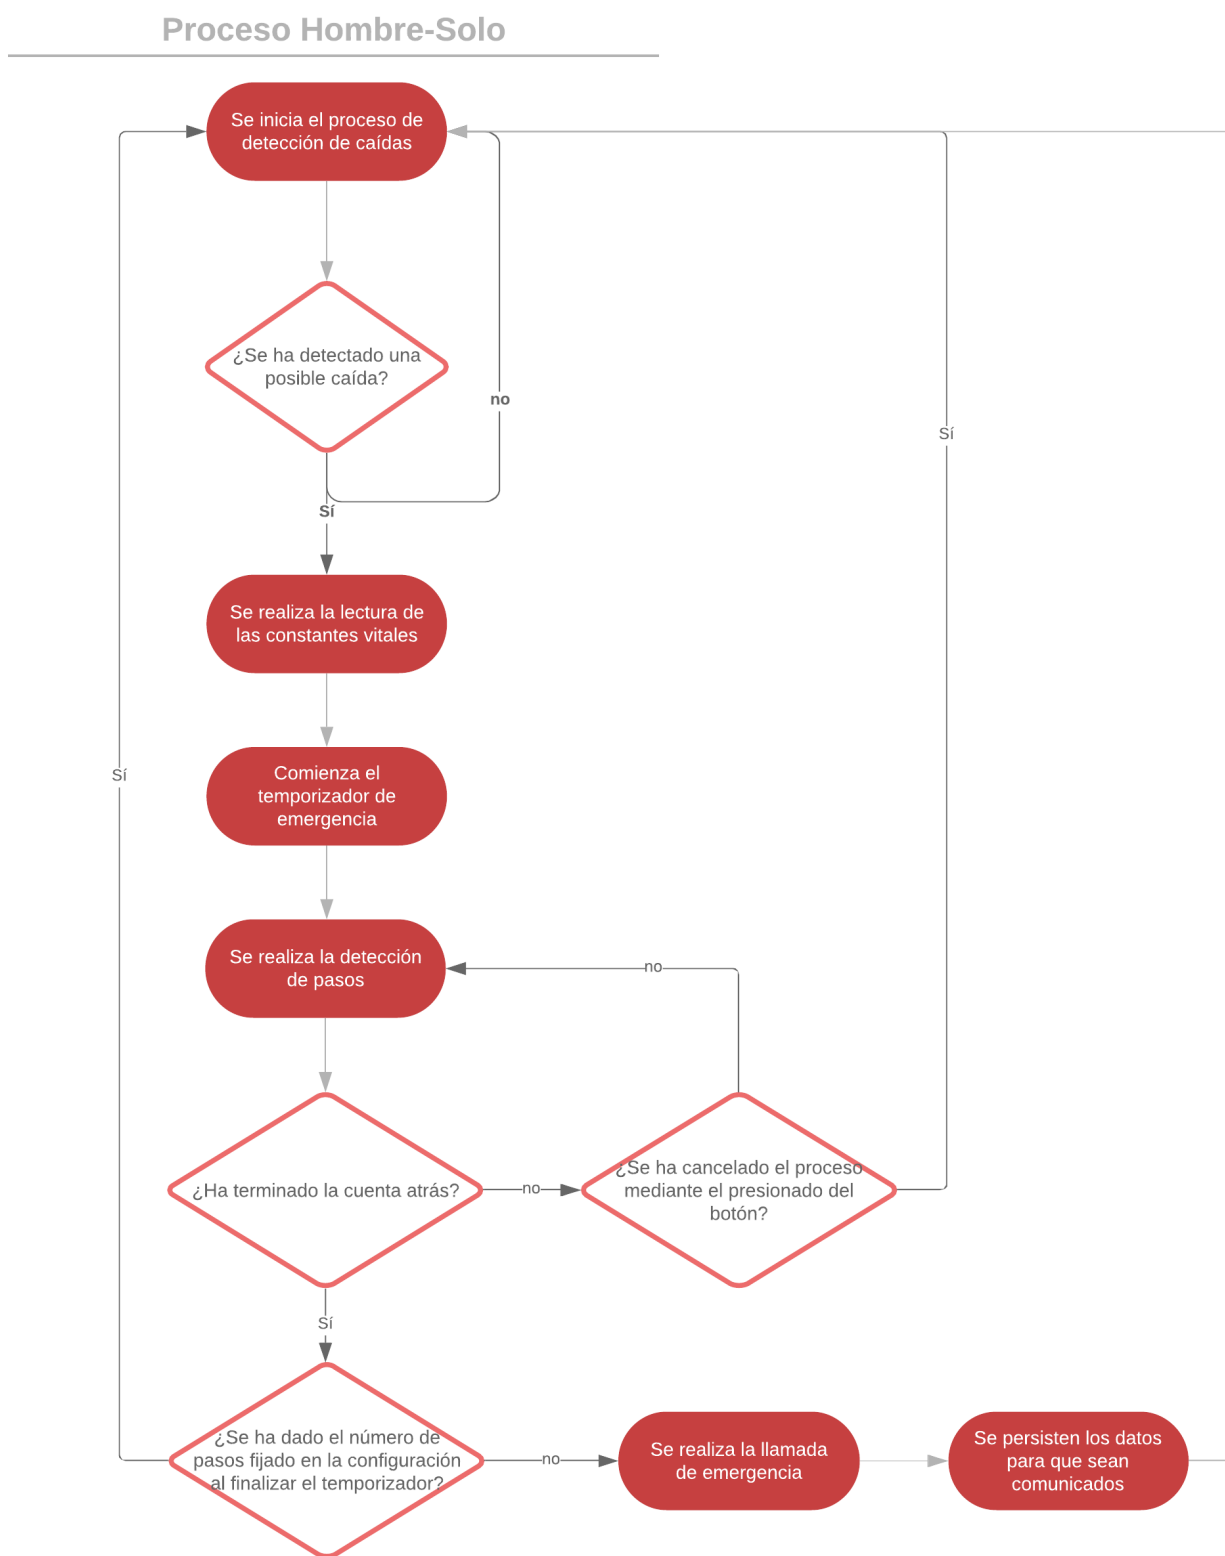 Proceso Hombre-Solo
Se inicia el proceso de
detección de caídas
¿Se ha detectado una
posible caída?
no
Sí
Sí
Se realiza la lectura de
las constantes vitales
Sí
Comienza el
temporizador de
emergencia
Se realiza la detección
de pasos
no
¿Ha terminado la cuenta atrás?
no
¿Se ha cancelado el proceso
mediante el presionado del
botón?
Sí
¿Se ha dado el número de
pasos fijado en la configuración
al finalizar el temporizador?
no
Se realiza la llamada
de emergencia
Se persisten los datos
para que sean
comunicados